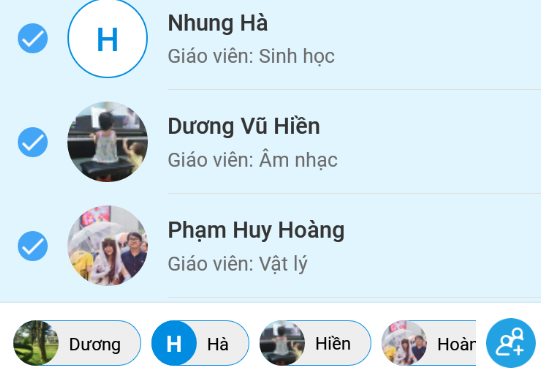 H
Nhung Hà
Giáo viên: Sinh học
Dương Vũ Hiền
Giáo viên: Âm nhạc
Phạm Huy Hoàng
Giáo viên: Vật lý
Dương
H
Hà
Hiền
Hoàn